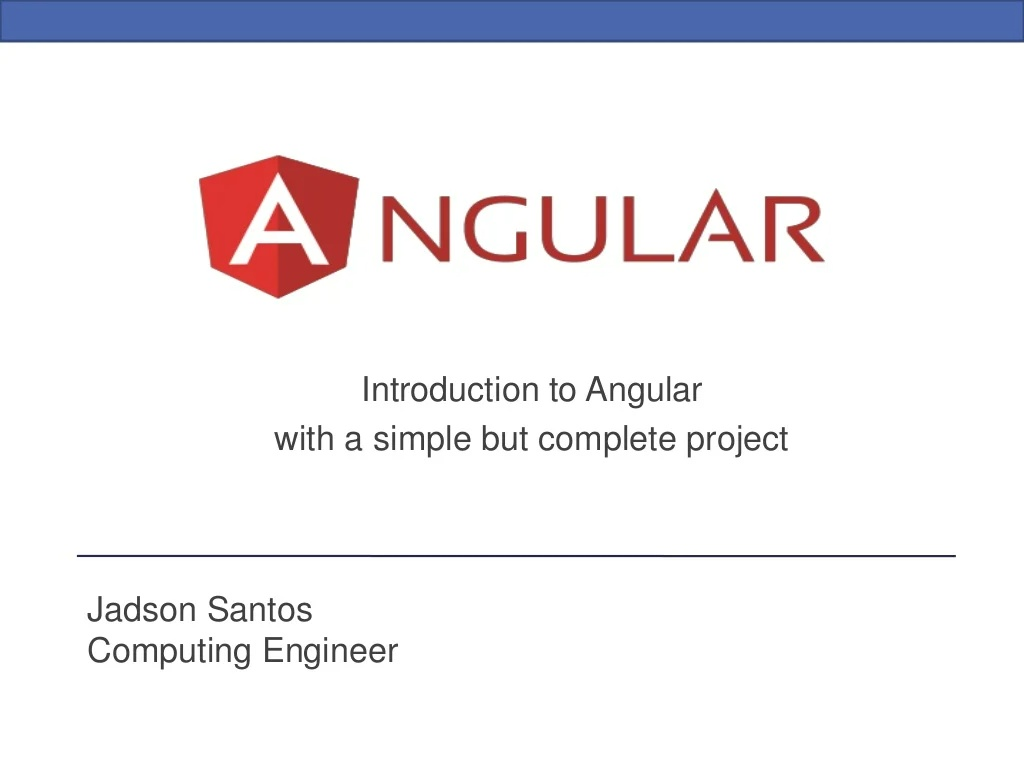 ANGULAR
Introduction to Angular
with a simple but complete project
Jadson Santos
Computing Engineer